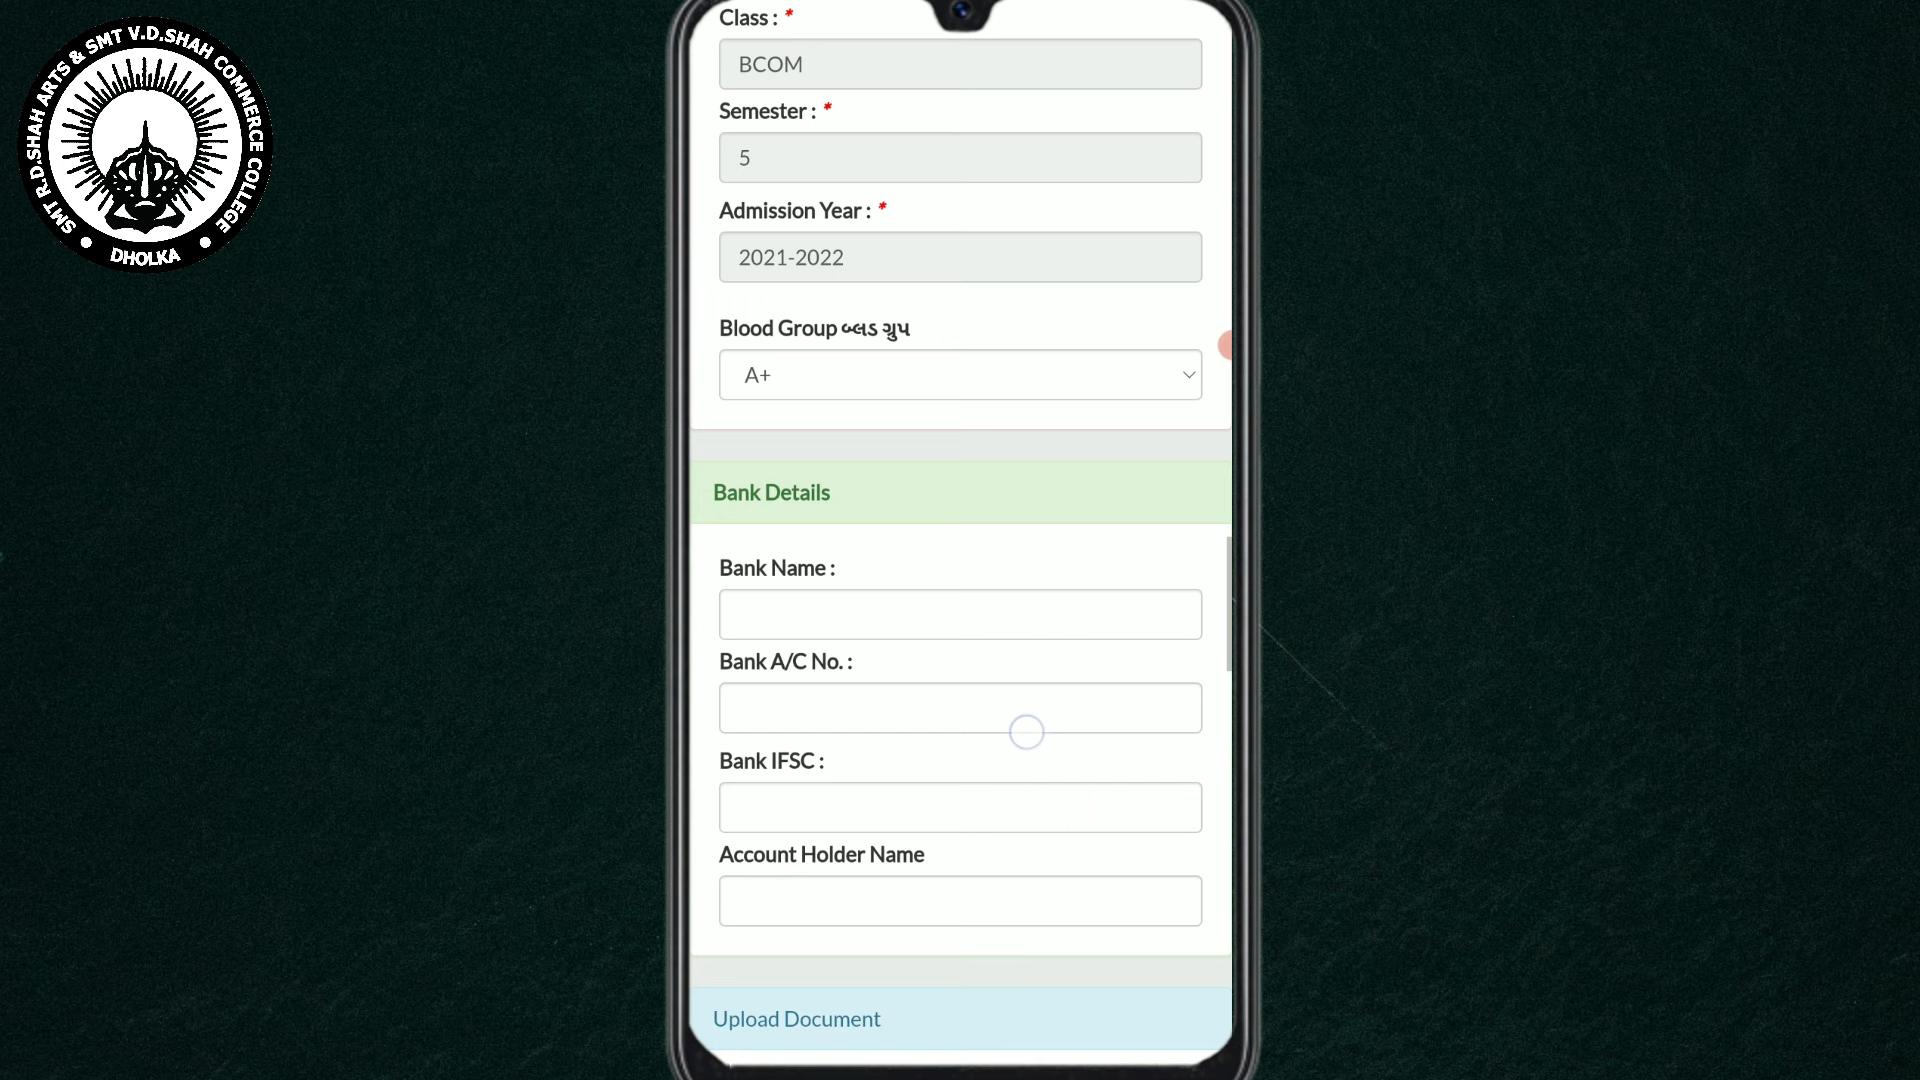 SMT R.D.SHAH ARTS & SMT V.D.SHAH COMMERCE COLLEGE
DHOLKA
Class : *
BCOM
Semester : *
5
Admission Year : *
2021-2022
Blood Group બ્લડ ગ્રુપ
A+
Bank Details
Bank Name :
Bank A/C No. :
Bank IFSC :
Account Holder Name
Upload Document